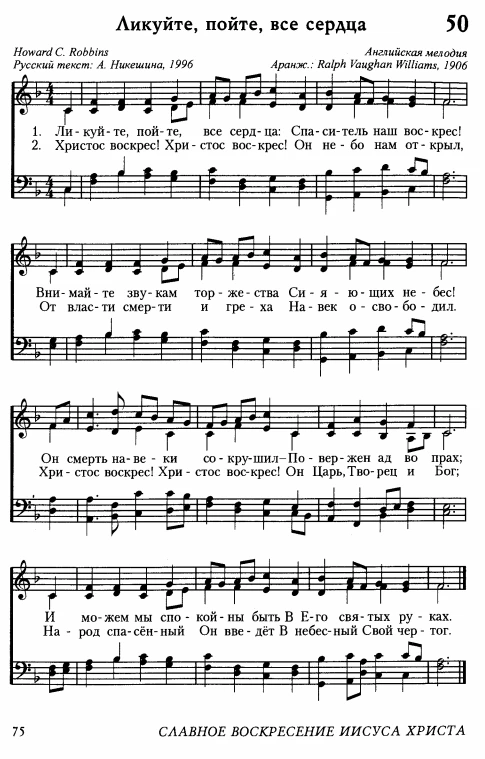 Ликуйте, пойте, все сердца 50
Howard C. Robbins Английская мелодия
Русский текст: А. Никешина, 1996 Аранж.: Ralph Vaughan Williams, 1906
1. Ли - куй - те, пой - те, все серд - ца: Спа - си - тель наш вос - крес!
2. Христос воскрес! Хри - стос вос - крес! Он не - бо нам от - крыл,
Вни - май - те зву - кам тор - же - ства Си - я - ю - щих не - бес!
От влас - ти смер - ти и гре - ха На - век о - сво - бо - дил.
Он смерть на - ве - ки со - кру - шил – По - вер - жен ад во прах;
Хри - стос воскрес! Хри - стос вос - крес! Он Царь, Тво - рец и Бог;
И мо - жем мы спо - кой - ны быть В Е - го свя - тых ру - ках.
На - род спа - сён - ный Он вве - дёт В небес - ный Свой чер - тог.
75 СЛАВНОЕ ВОСКРЕСЕНИЕ ИИСУСА ХРИСТА